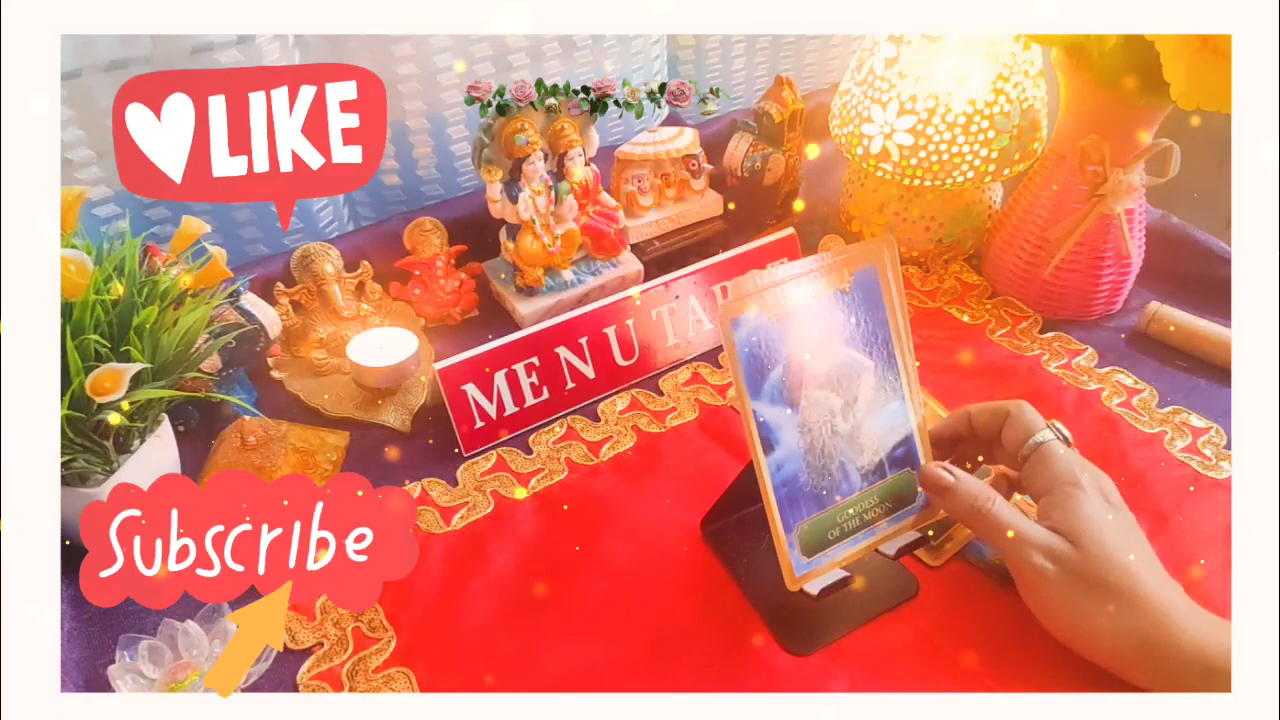 LIKE
MENU TAROT
GODDESS
OF THE MOON
Subscribe